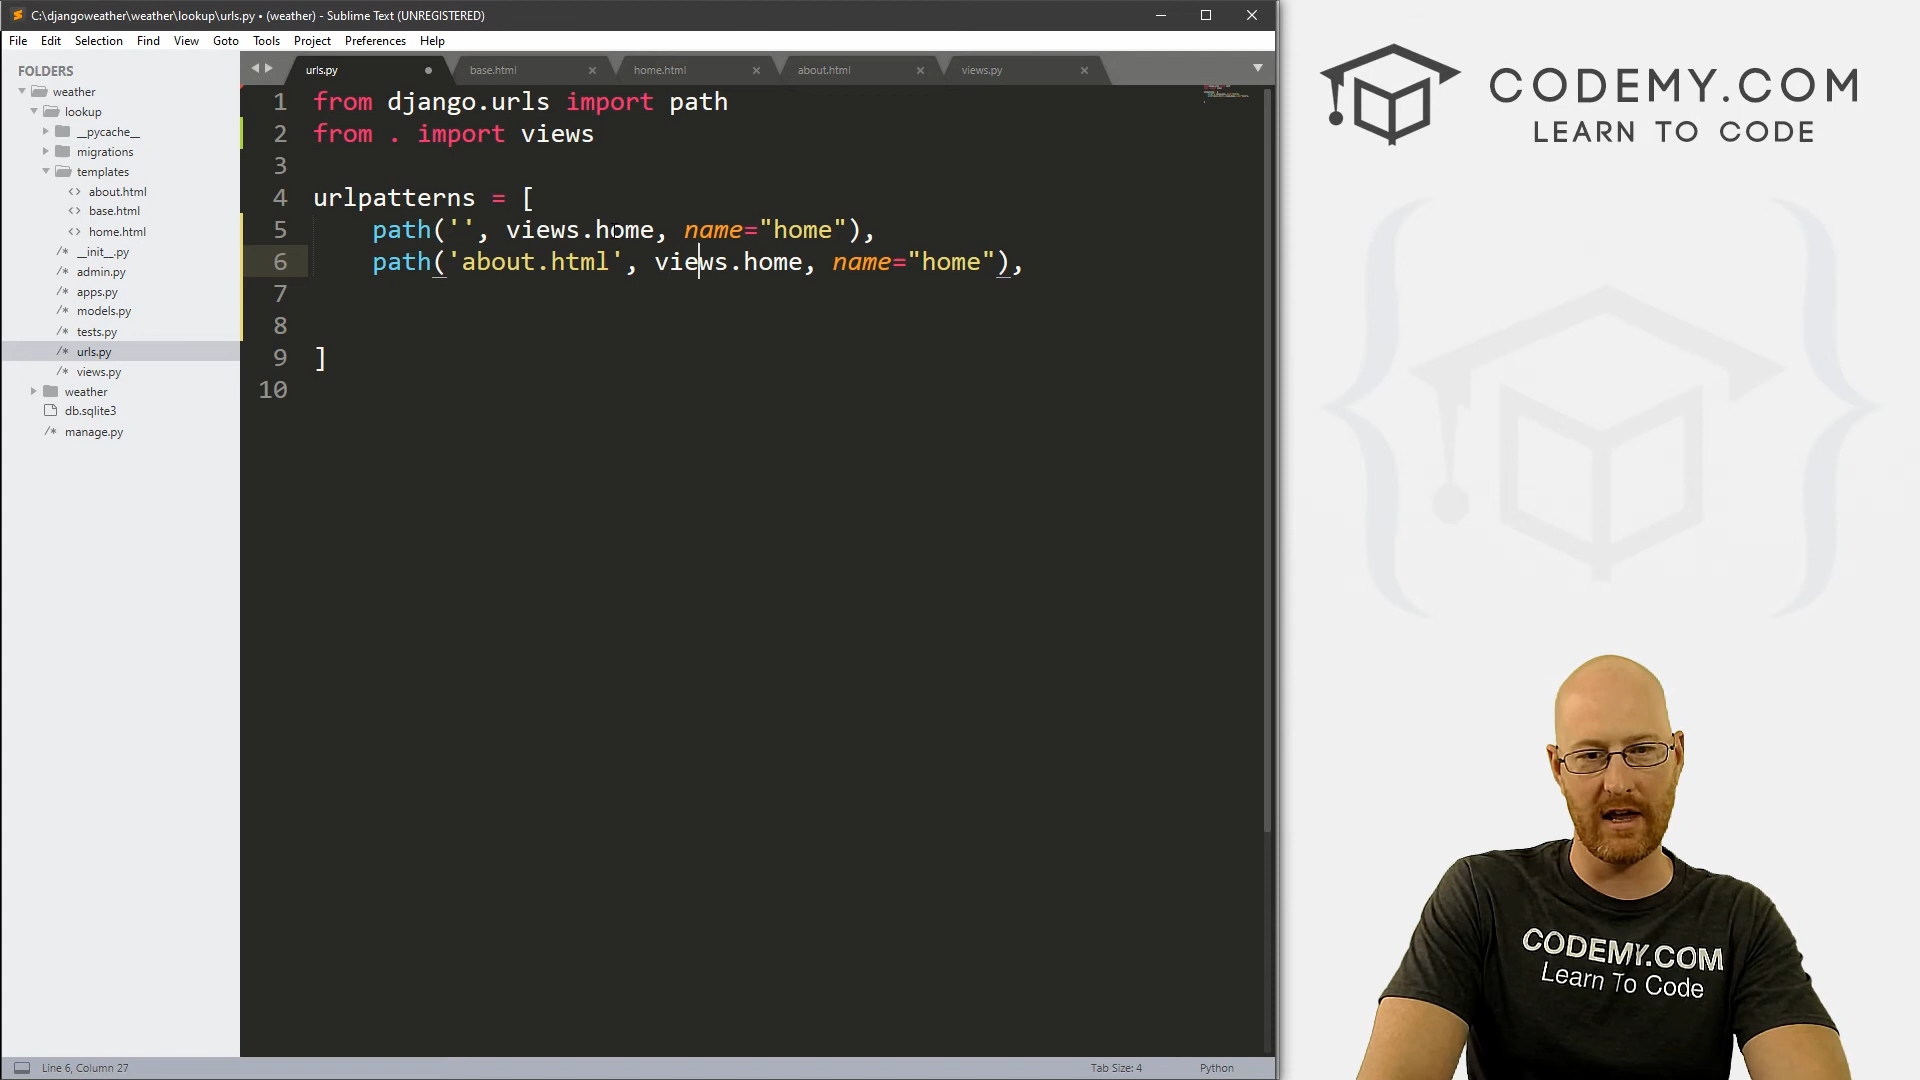 C:\djangoweather\weather\lookup\urls.py • (weather) - Sublime Text (UNREGISTERED)
File Edit Selection Find View Goto Tools Project Preferences Help
FOLDERS
weather
lookup
__pycache__
migrations
templates
about.html
base.html
home.html
__init__.py
admin.py
apps.py
models.py
tests.py
urls.py
views.py
weather
db.sqlite3
manage.py
urls.py base.html home.html about.html views.py
1 from django.urls import path
2 from . import views
3
4 urlpatterns = [
5 path('', views.home, name="home"),
6 path('about.html', views.home, name="home"),
7
8
9 ]
10
Line 6, Column 27
Tab Size: 4
Python
CODEMY.COM
LEARN TO CODE
CODEMY.COM
Learn To Code